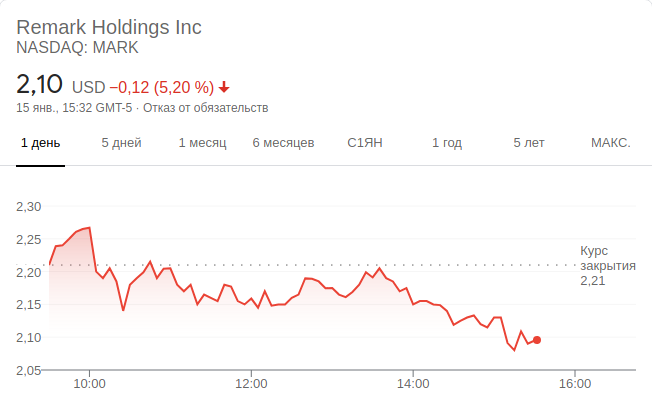 Remark Holdings Inc
NASDAQ: MARK
2,10 USD −0,12 (5,20 %)
15 янв., 15:32 GMT-5 · Отказ от обязательств
1 день 5 дней 1 месяц 6 месяцев С1ЯН 1 год 5 лет МАКС.
2,30
2,25
Курс
закрытия
2,21
2,20
2,15
2,10
2,05
10:00 12:00 14:00 16:00